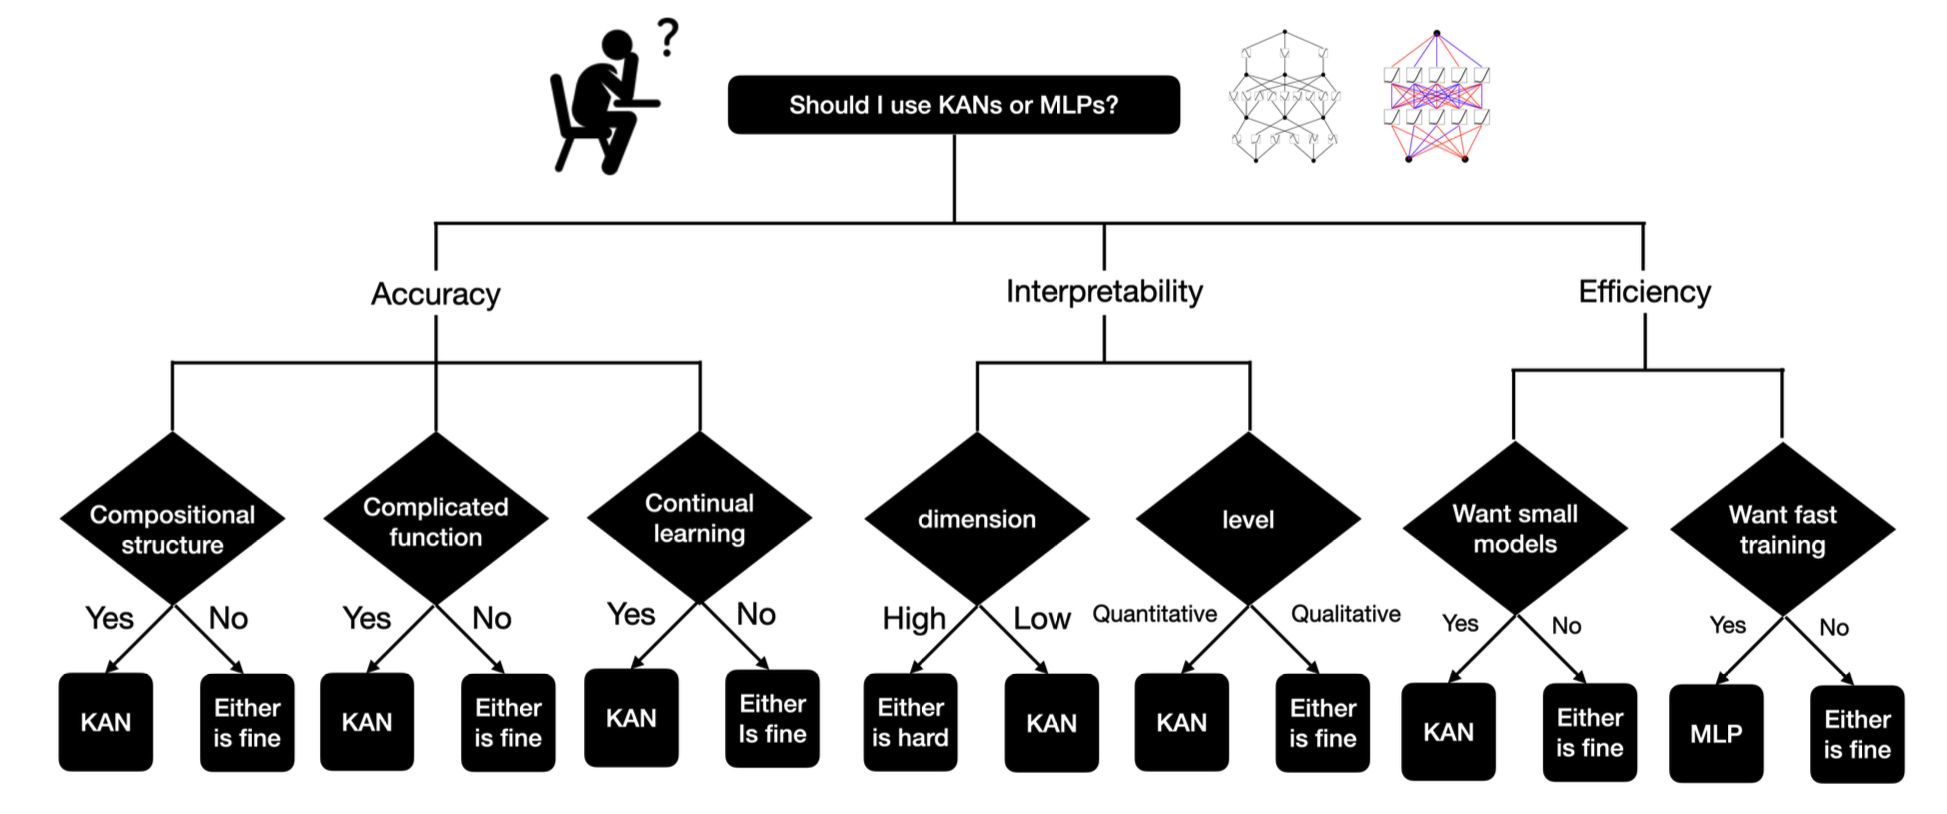 ?
Should I use KANs or MLPs?
Accuracy
Interpretability
Efficiency
Compositional
structure
Complicated
function
Continual
learning
dimension
level
Want small
models
Want fast
training
Yes
No
Yes
No
Yes
No
High
Low
Quantitative
Qualitative
Yes
No
Yes
No
KAN
Either
is fine
KAN
Either
is fine
KAN
Either
Is fine
Either
is hard
KAN
KAN
Either
is fine
KAN
Either
is fine
MLP
Either
is fine